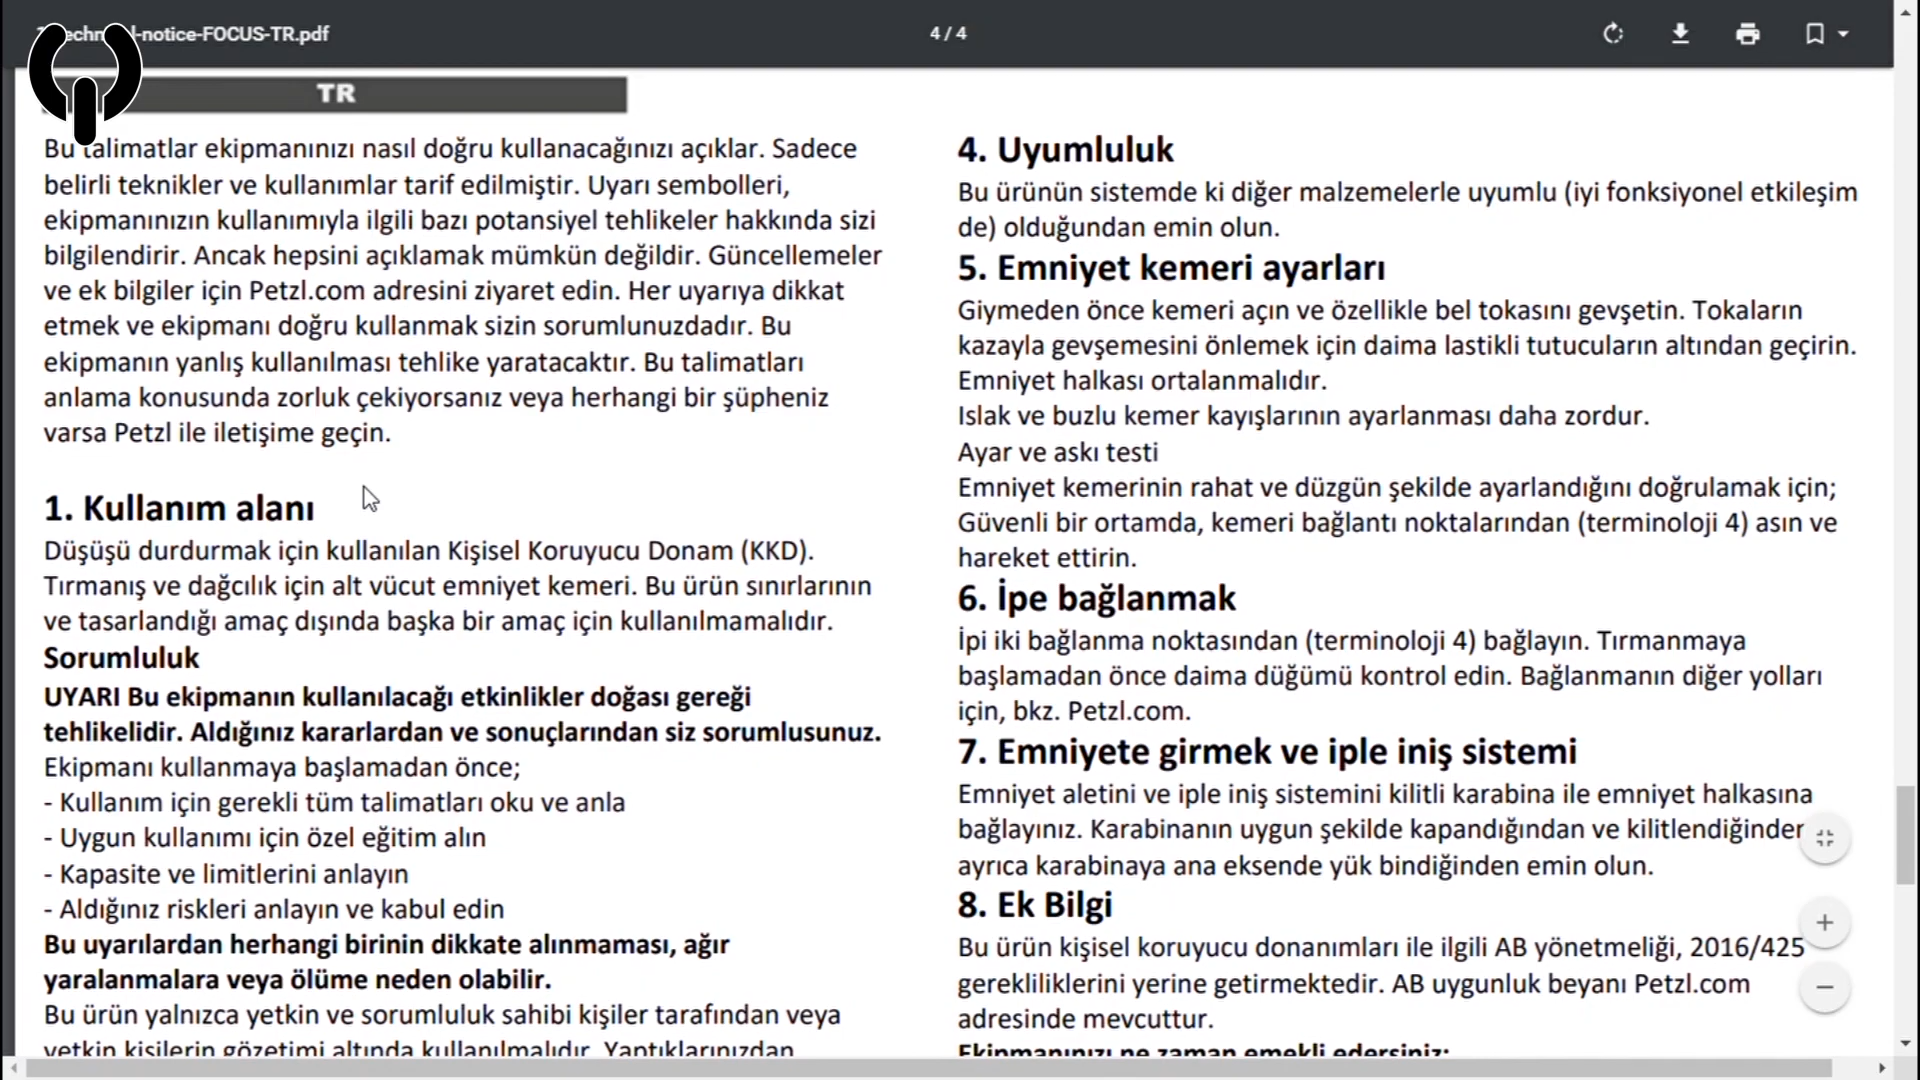 -notice-FOCUS-TR.pdf
4 / 4
TR
Bu talimatlar ekipmanınızı nasıl doğru kullanacağınızı açıklar. Sadece
belirli teknikler ve kullanımlar tarif edilmiştir. Uyarı sembolleri,
ekipmanınızın kullanımıyla ilgili bazı potansiyel tehlikeler hakkında sizi
bilgilendirir. Ancak hepsini açıklamak mümkün değildir. Güncellemeler
ve ek bilgiler için Petzl.com adresini ziyaret edin. Her uyarıya dikkat
etmek ve ekipmanı doğru kullanmak sizin sorumlunuzdadır. Bu
ekipmanın yanlış kullanılması tehlike yaratacaktır. Bu talimatları
anlama konusunda zorluk çekiyorsanız veya herhangi bir şüpheniz
varsa Petzl ile iletişime geçin.
1. Kullanım alanı
Düşüşü durdurmak için kullanılan Kişisel Koruyucu Donam (KKD).
Tırmanış ve dağcılık için alt vücut emniyet kemeri. Bu ürün sınırlarının
ve tasarlandığı amaç dışında başka bir amaç için kullanılmamalıdır.
Sorumluluk
UYARI Bu ekipmanın kullanılacağı etkinlikler doğası gereği
tehlikelidir. Aldığınız kararlardan ve sonuçlarından siz sorumlusunuz.
Ekipmanı kullanmaya başlamadan önce;
- Kullanım için gerekli tüm talimatları oku ve anla
- Uygun kullanımı için özel eğitim alın
- Kapasite ve limitlerini anlayın
- Aldığınız riskleri anlayın ve kabul edin
Bu uyarılardan herhangi birinin dikkate alınmaması, ağır
yaralanmalara veya ölüme neden olabilir.
Bu ürün yalnızca yetkin ve sorumluluk sahibi kişiler tarafından veya
yetkin kişilerin gözetimi altında kullanılmalıdır. Yaptıklarınızdan
4. Uyumluluk
Bu ürünün sistemde ki diğer malzemelerle uyumlu (iyi fonksiyonel etkileşim
de) olduğundan emin olun.
5. Emniyet kemeri ayarları
Giymeden önce kemeri açın ve özellikle bel tokasını gevşetin. Tokaların
kazayla gevşemesini önlemek için daima lastikli tutucuların altından geçirin.
Emniyet halkası ortalanmalıdır.
Islak ve buzlu kemer kayışlarının ayarlanması daha zordur.
Ayar ve askı testi
Emniyet kemerinin rahat ve düzgün şekilde ayarlandığını doğrulamak için;
Güvenli bir ortamda, kemeri bağlantı noktalarından (terminoloji 4) asın ve
hareket ettirin.
6. İpe bağlanmak
İpi iki bağlanma noktasından (terminoloji 4) bağlayın. Tırmanmaya
başlamadan önce daima düğümü kontrol edin. Bağlanmanın diğer yolları
için, bkz. Petzl.com.
7. Emniyete girmek ve iple iniş sistemi
Emniyet aletini ve iple iniş sistemini kilitli karabina ile emniyet halkasına
bağlayınız. Karabinanın uygun şekilde kapandığından ve kilitlendiğinden
ayrıca karabinaya ana eksende yük bindiğinden emin olun.
8. Ek Bilgi
Bu ürün kişisel koruyucu donanımları ile ilgili AB yönetmeliği, 2016/425
gerekliliklerini yerine getirmektedir. AB uygunluk beyanı Petzl.com
adresinde mevcuttur.
Ekipmanınızı ne zaman emekli edersiniz: